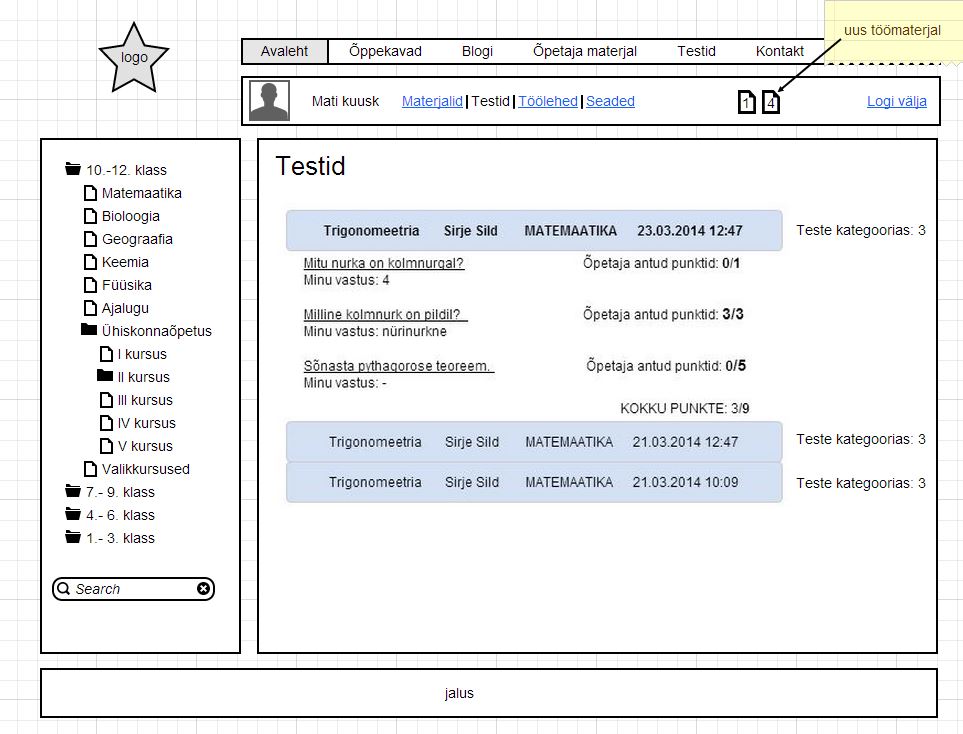 uus töömaterjal
logo
Avaleht Õppekavad Blogi Õpetaja materjal Testid Kontakt
Mati kuusk Materjalid | Testid | Töölehed | Seaded 1 4 Logi välja
10.-12. klass
Matemaatika
Bioloogia
Geograafia
Keemia
Füüsika
Ajalugu
Ühiskonnaõpetus
I kursus
II kursus
III kursus
IV kursus
V kursus
Valikkursused
7.- 9. klass
4.- 6. klass
1.- 3. klass
Search
Testid
Trigonomeetria Sirje Sild MATEMAATIKA 23.03.2014 12:47 Teste kategoorias: 3
Mitu nurka on kolmnurgal? Õpetaja antud punktid: 0/1
Minu vastus: 4
Milline kolmnurk on pildil? Õpetaja antud punktid: 3/3
Minu vastus: nürinurkne
Sõnasta pythagorose teoreem. Õpetaja antud punktid: 0/5
Minu vastus: -
KOKKU PUNKTE: 3/9
Trigonomeetria Sirje Sild MATEMAATIKA 21.03.2014 12:47 Teste kategoorias: 3
Trigonomeetria Sirje Sild MATEMAATIKA 21.03.2014 10:09 Teste kategoorias: 3
jalus